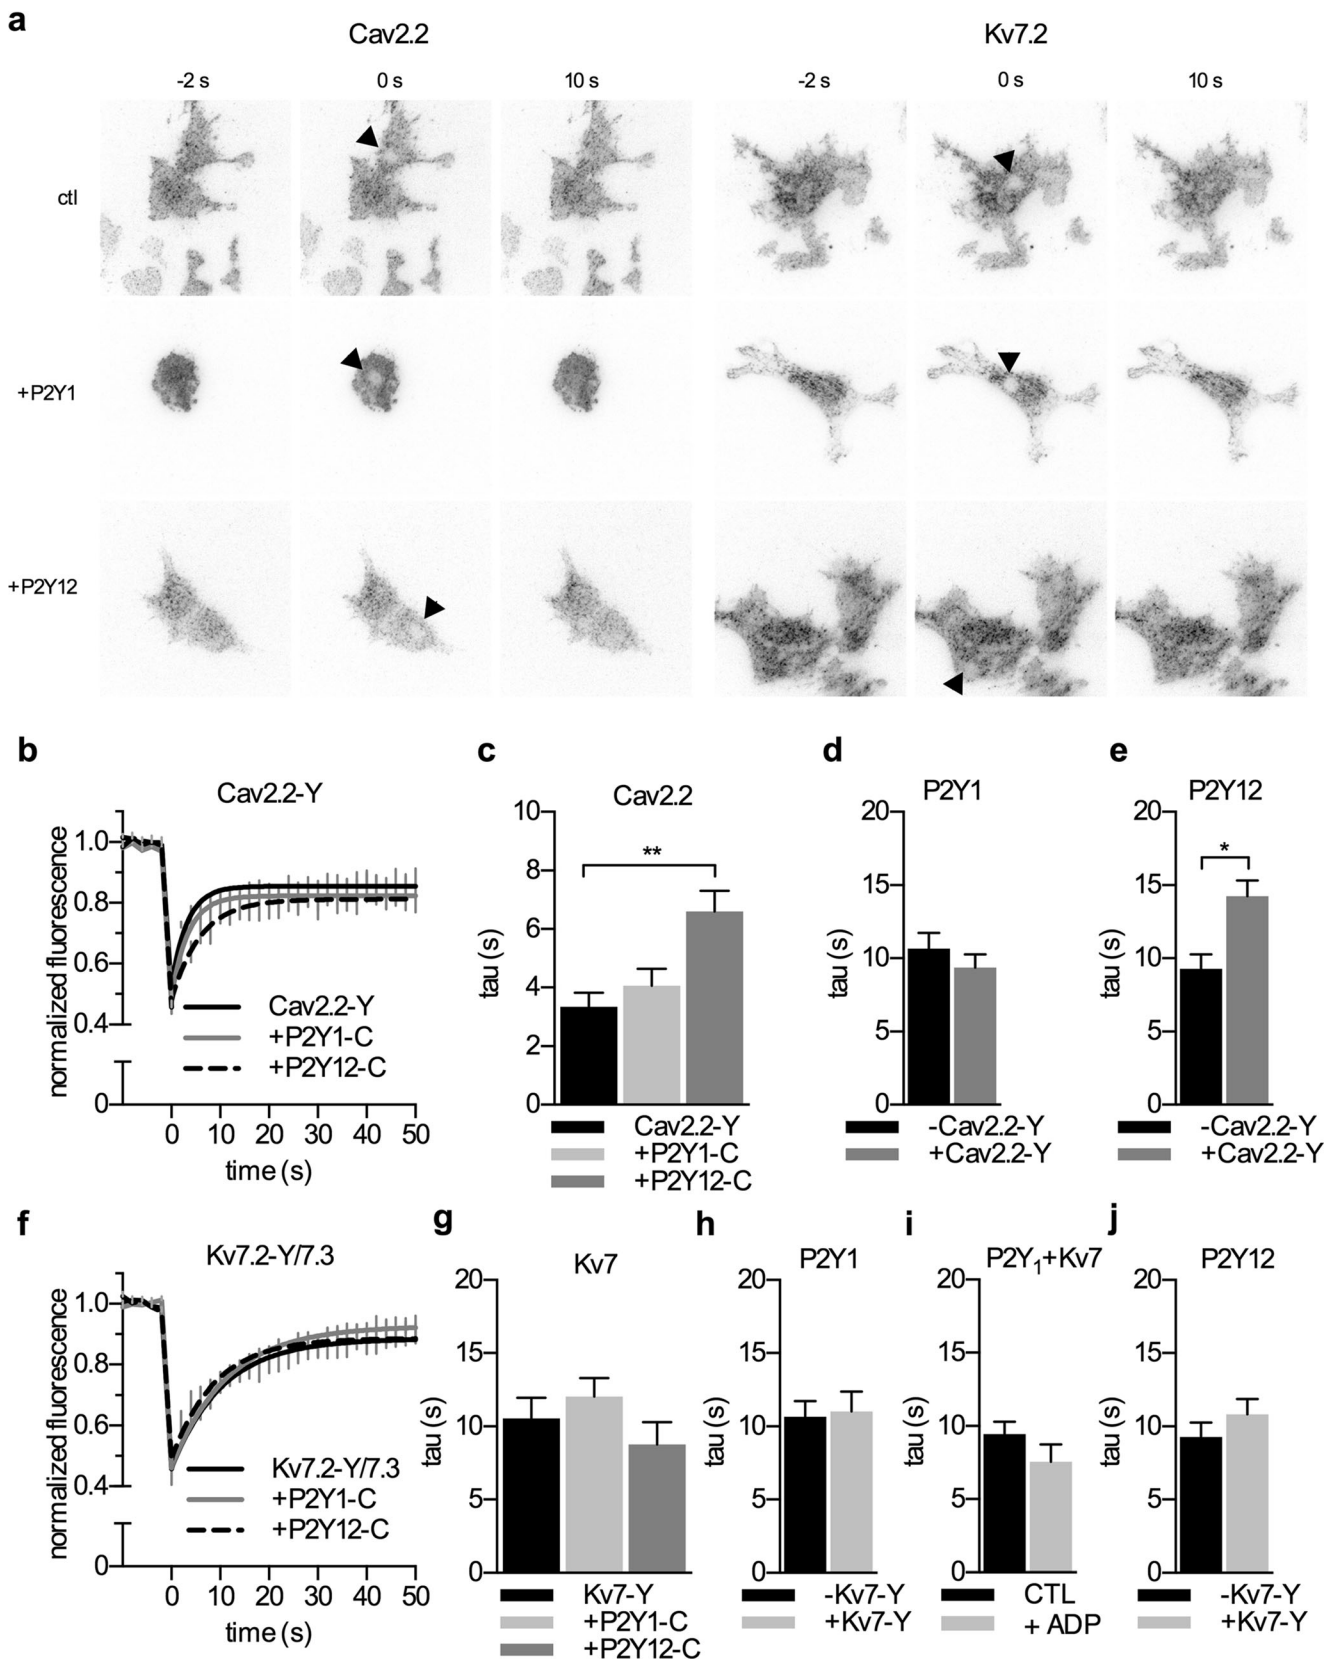 a
Cav2.2 Kv7.2
-2 s 0 s 10 s -2 s 0 s 10 s
ctl
+P2Y1
+P2Y12
b
Cav2.2-Y
normalized fluorescence
1.0
0.8
0.6
0.4
0
Cav2.2-Y
+P2Y1-C
+P2Y12-C
0 10 20 30 40 50
time (s)
c
Cav2.2
tau (s)
10
8
6
4
2
0
**
Cav2.2-Y
+P2Y1-C
+P2Y12-C
d
P2Y1
tau (s)
20
15
10
5
0
-Cav2.2-Y
+Cav2.2-Y
e
P2Y12
tau (s)
20
15
10
5
0
*
-Cav2.2-Y
+Cav2.2-Y
f
Kv7.2-Y/7.3
normalized fluorescence
1.0
0.8
0.6
0.4
0
Kv7.2-Y/7.3
+P2Y1-C
+P2Y12-C
0 10 20 30 40 50
time (s)
g
Kv7
tau (s)
20
15
10
5
0
Kv7-Y
+P2Y1-C
+P2Y12-C
h
P2Y1
tau (s)
20
15
10
5
0
-Kv7-Y
+Kv7-Y
i
P2Y1+Kv7
tau (s)
20
15
10
5
0
CTL
+ ADP
j
P2Y12
tau (s)
20
15
10
5
0
-Kv7-Y
+Kv7-Y